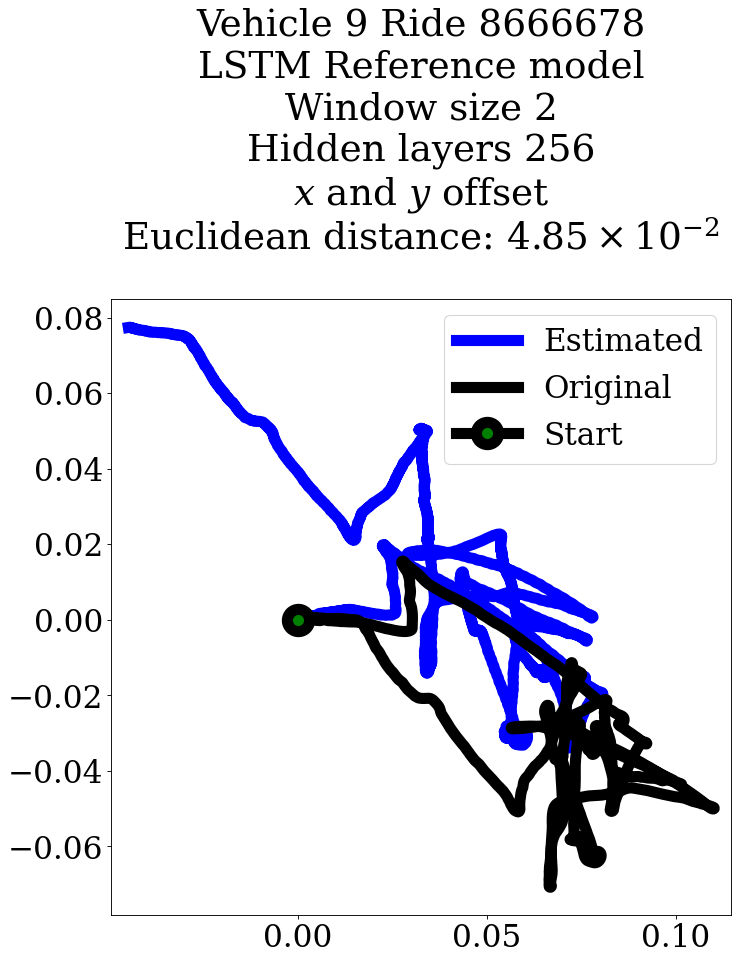 Vehicle 9 Ride 8666678
LSTM Reference model
Window size 2
Hidden layers 256
x and y offset
Euclidean distance: 4.85 × 10⁻²
Estimated
Original
Start
0.08
0.06
0.04
0.02
0.00
−0.02
−0.04
−0.06
0.00 0.05 0.10